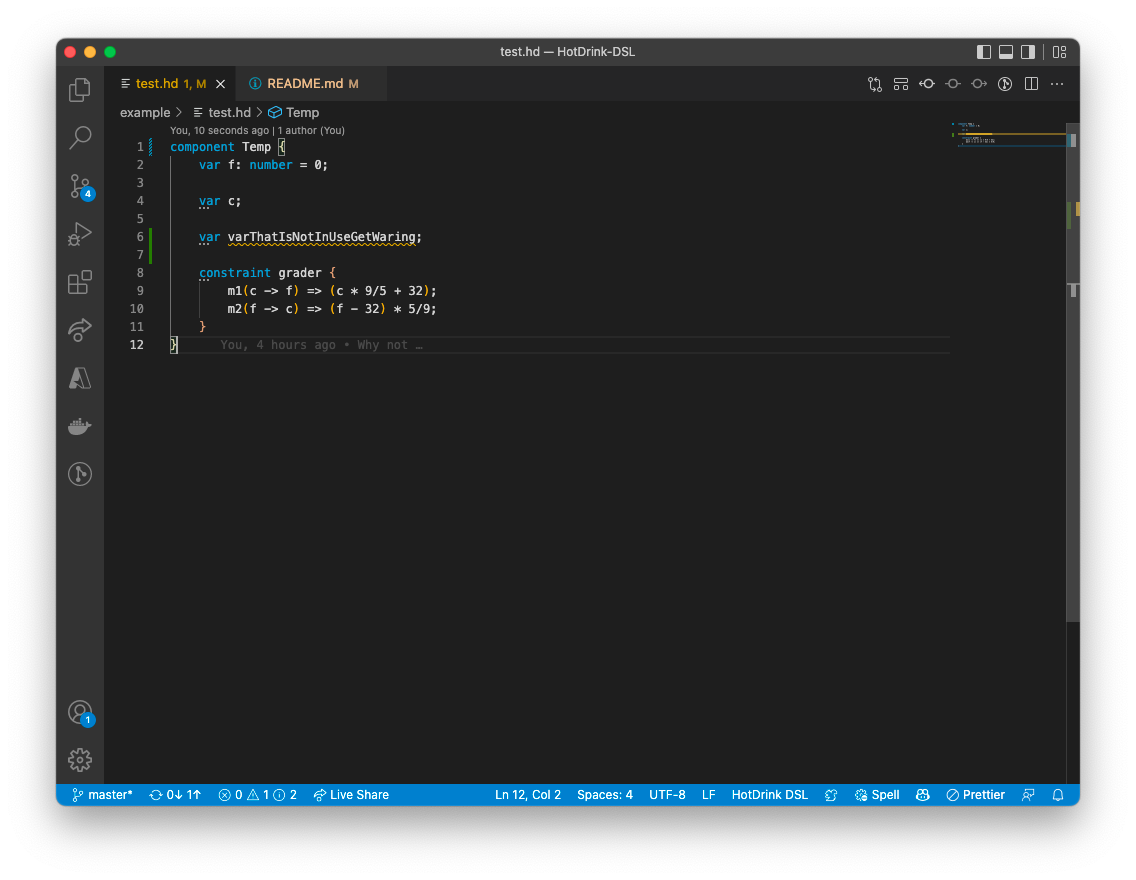 test.hd — HotDrink-DSL
test.hd 1, M
README.md M
example > test.hd > Temp
You, 10 seconds ago | 1 author (You)
1 component Temp {
2 var f: number = 0;
3
4 var c;
5
6 var varThatIsNotInUseGetWaring;
7
8 constraint grader {
9 m1(c -> f) => (c * 9/5 + 32);
10 m2(f -> c) => (f - 32) * 5/9;
11 }
12 } You, 4 hours ago • Why not …
4
1
master* 0↓ 1↑ 0 1 2 Live Share Ln 12, Col 2 Spaces: 4 UTF-8 LF HotDrink DSL Spell Prettier